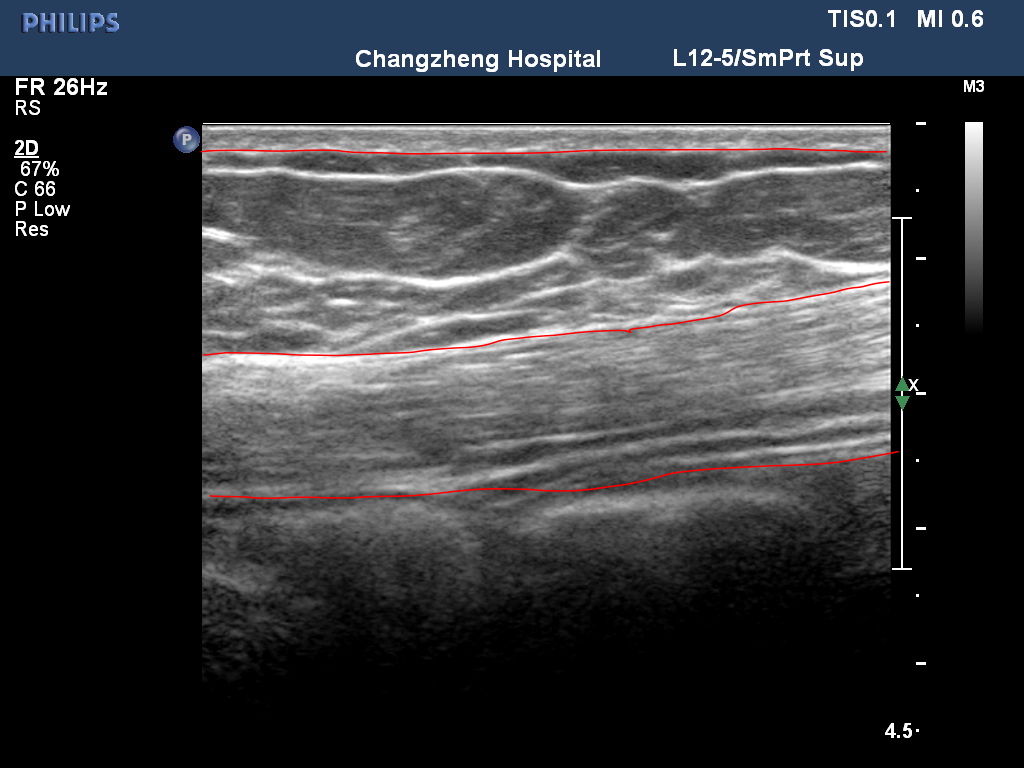 PHILIPS
TIS0.1 MI 0.6
Changzheng Hospital L12-5/SmPrt Sup
FR 26Hz
RS
M3
P
2D
67%
C 66
P Low
Res
X
4.5